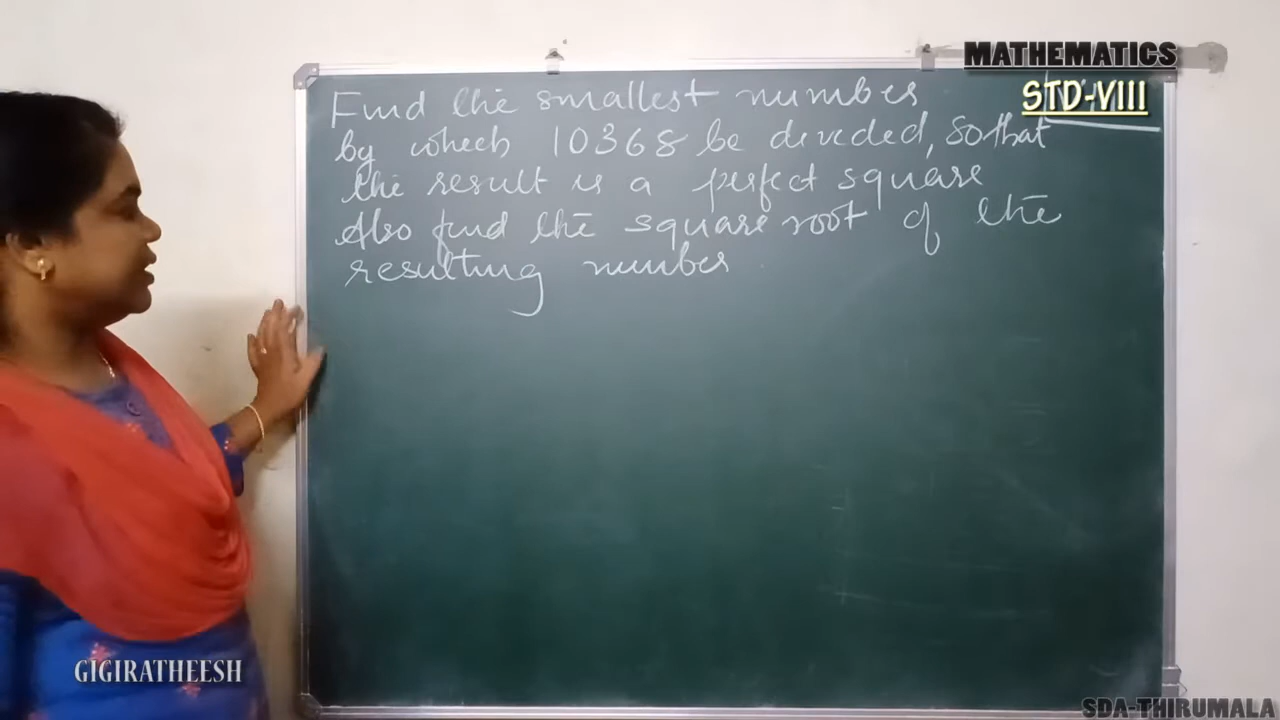 MATHEMATICS
STD-VIII
Find the smallest number
by which 10368 be divided, so that
the result is a perfect square
Also find the square root of the
resulting number
GIGIRATHEESH
SDA-THIRUMALA